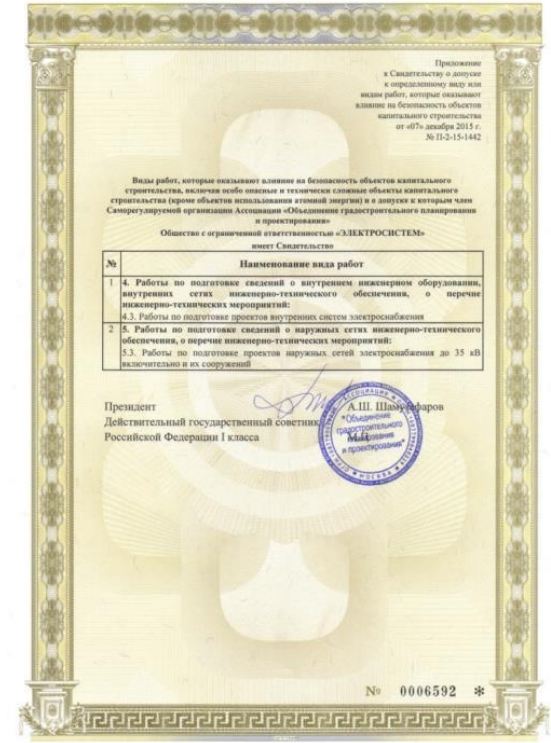 Приложение
к Свидетельству о допуске
к определенному виду или
видам работ, которые оказывают
влияние на безопасность объектов
капитального строительства
от «07» декабря 2015 г.
№ П-2-15-1442
Виды работ, которые оказывают влияние на безопасность объектов капитального
строительства, включая особо опасные и технически сложные объекты капитального
строительства (кроме объектов использования атомной энергии) и о допуске к которым член
Саморегулируемой организации Ассоциации «Объединение градостроительного планирования
и проектирования»
Общество с ограниченной ответственностью «ЭЛЕКТРОСИСТЕМ»
имеет Свидетельство
№ Наименование вида работ
1 4. Работы по подготовке сведений о внутреннем инженерном оборудовании,
внутренних сетях инженерно-технического обеспечения, о перечне
инженерно-технических мероприятий:
4.3. Работы по подготовке проектов внутренних систем электроснабжения
2 5. Работы по подготовке сведений о наружных сетях инженерно-технического
обеспечения, о перечне инженерно-технических мероприятий:
5.3. Работы по подготовке проектов наружных сетей электроснабжения до 35 кВ
включительно и их сооружений
Президент А.Ш. Шамузафаров
Действительный государственный советник
Российской Федерации I класса М.П.
"Объединение
градостроительного
планирования
и проектирования"
№ 0006592 *